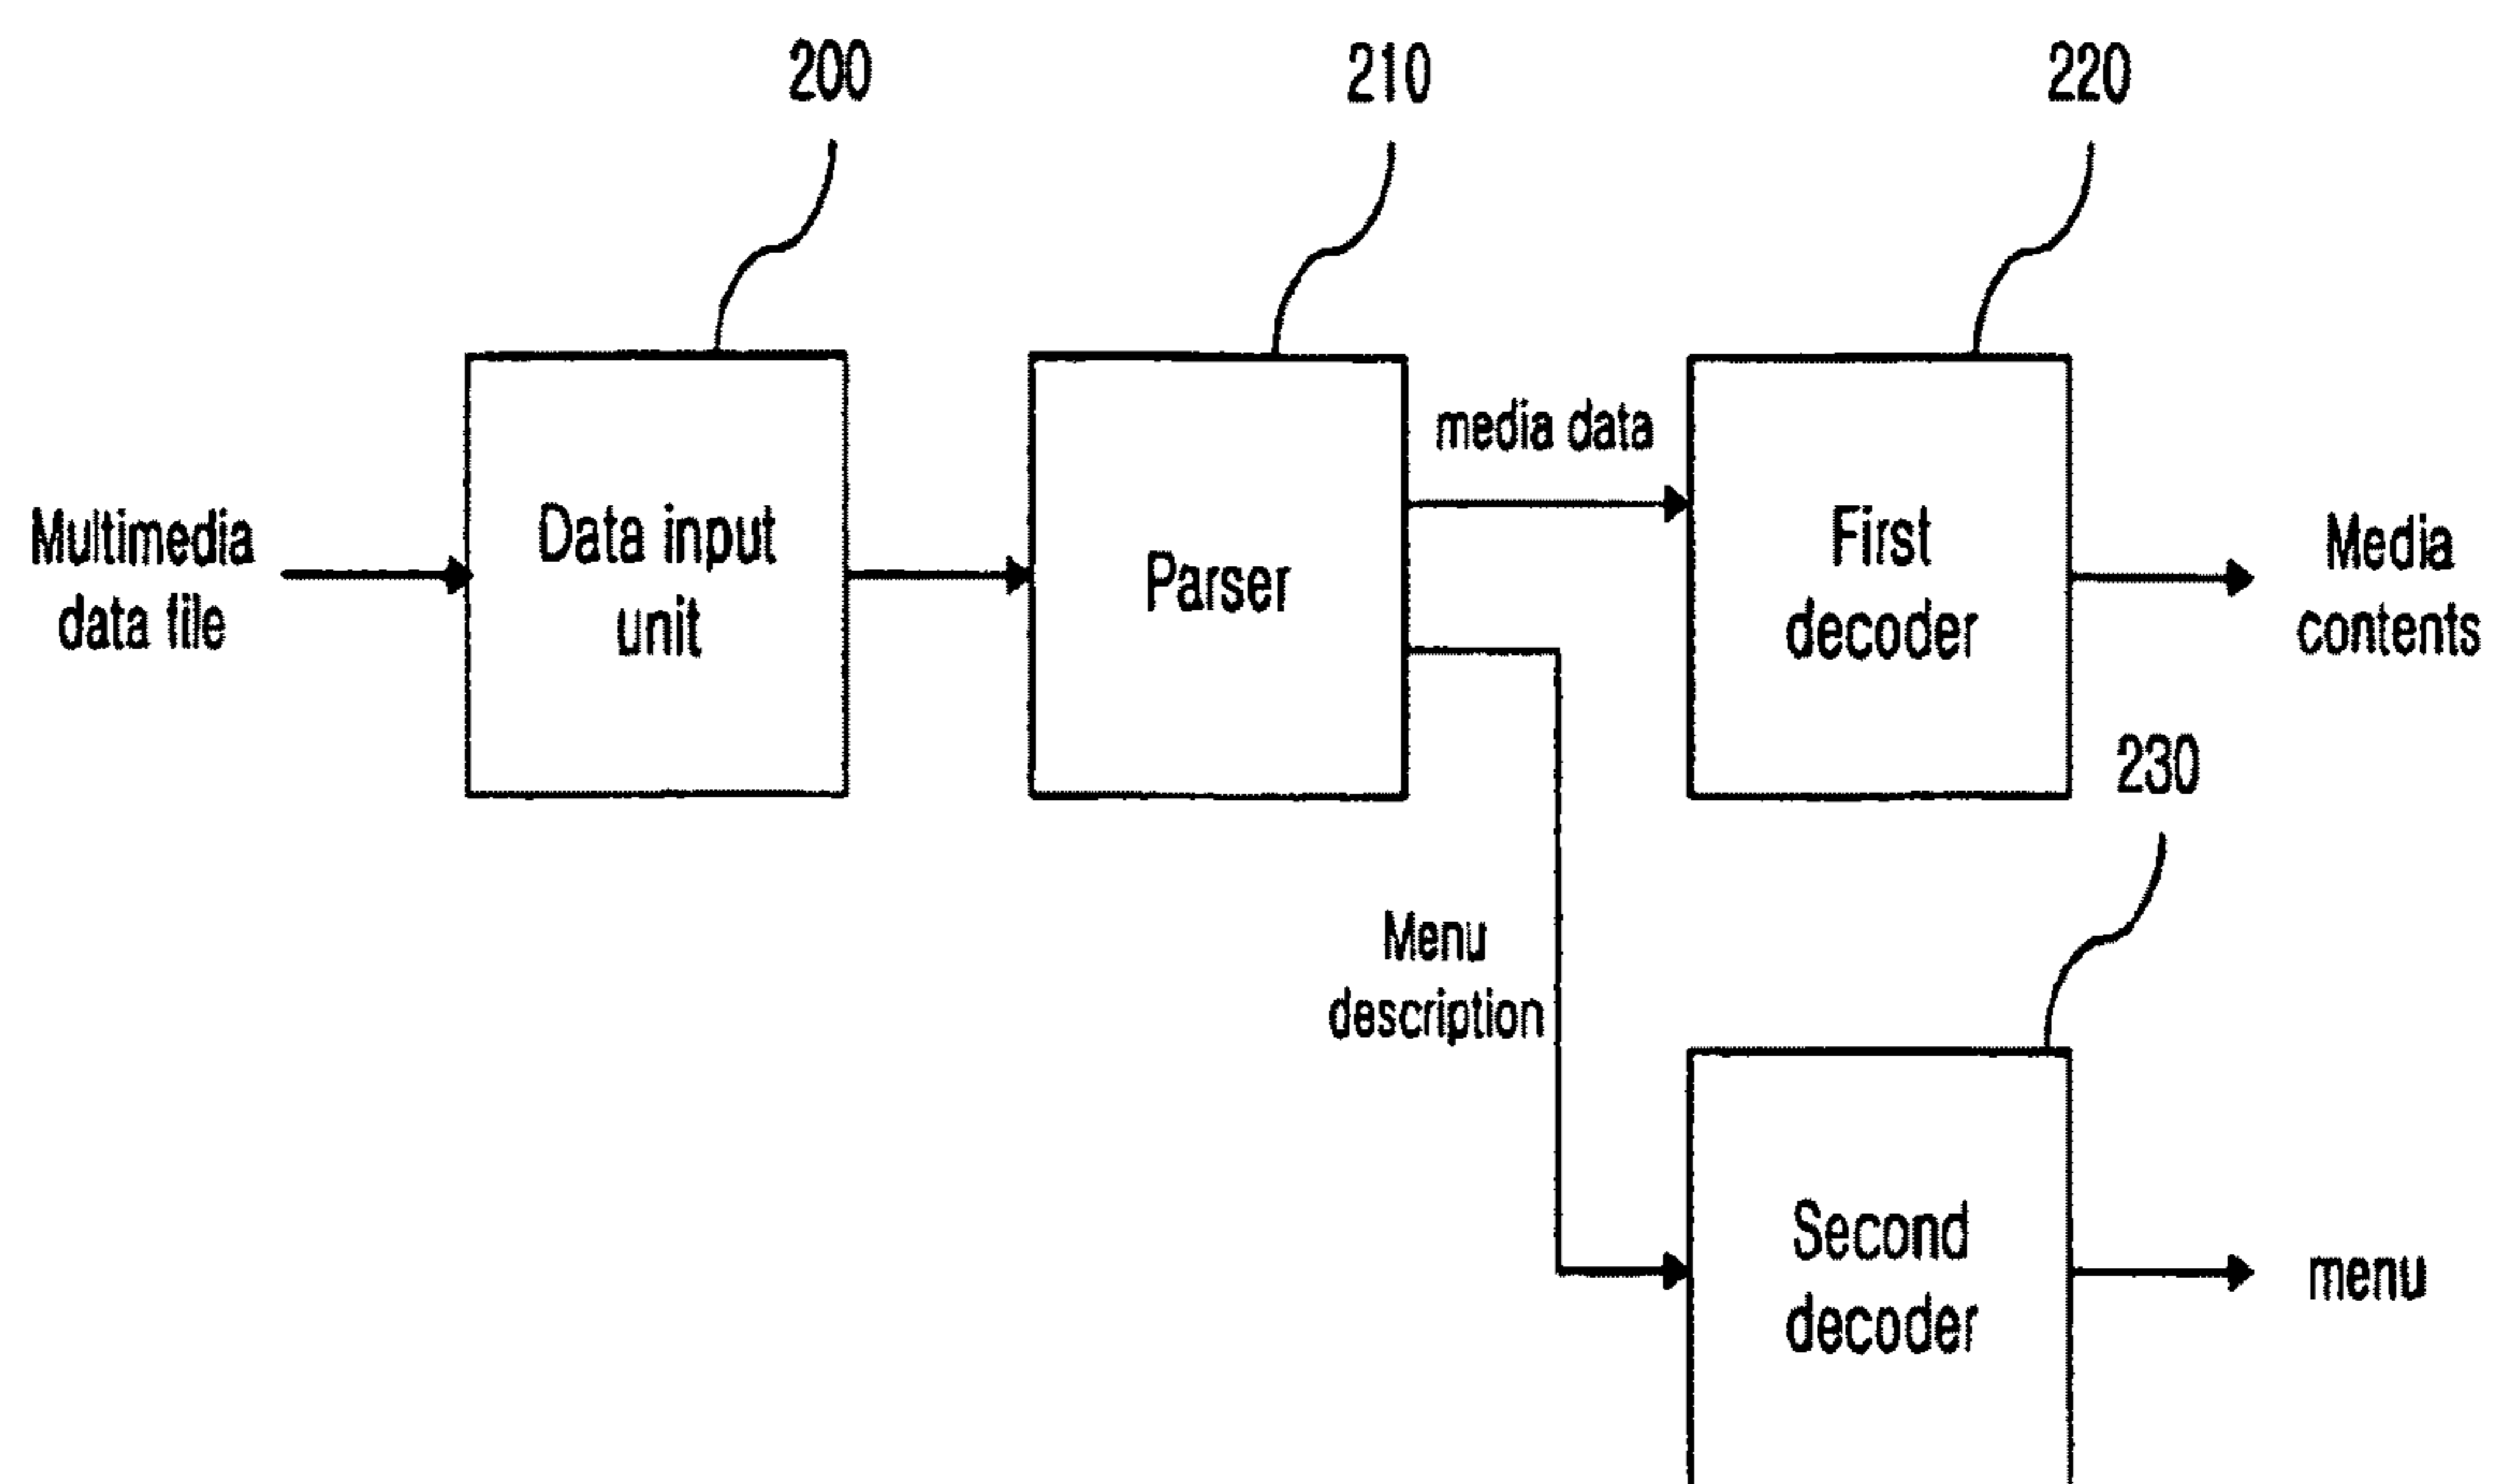 200
210
220
Multimedia
data file
Data input
unit
Parser
media data
First
decoder
Media
contents
230
Menu
description
Second
decoder
menu